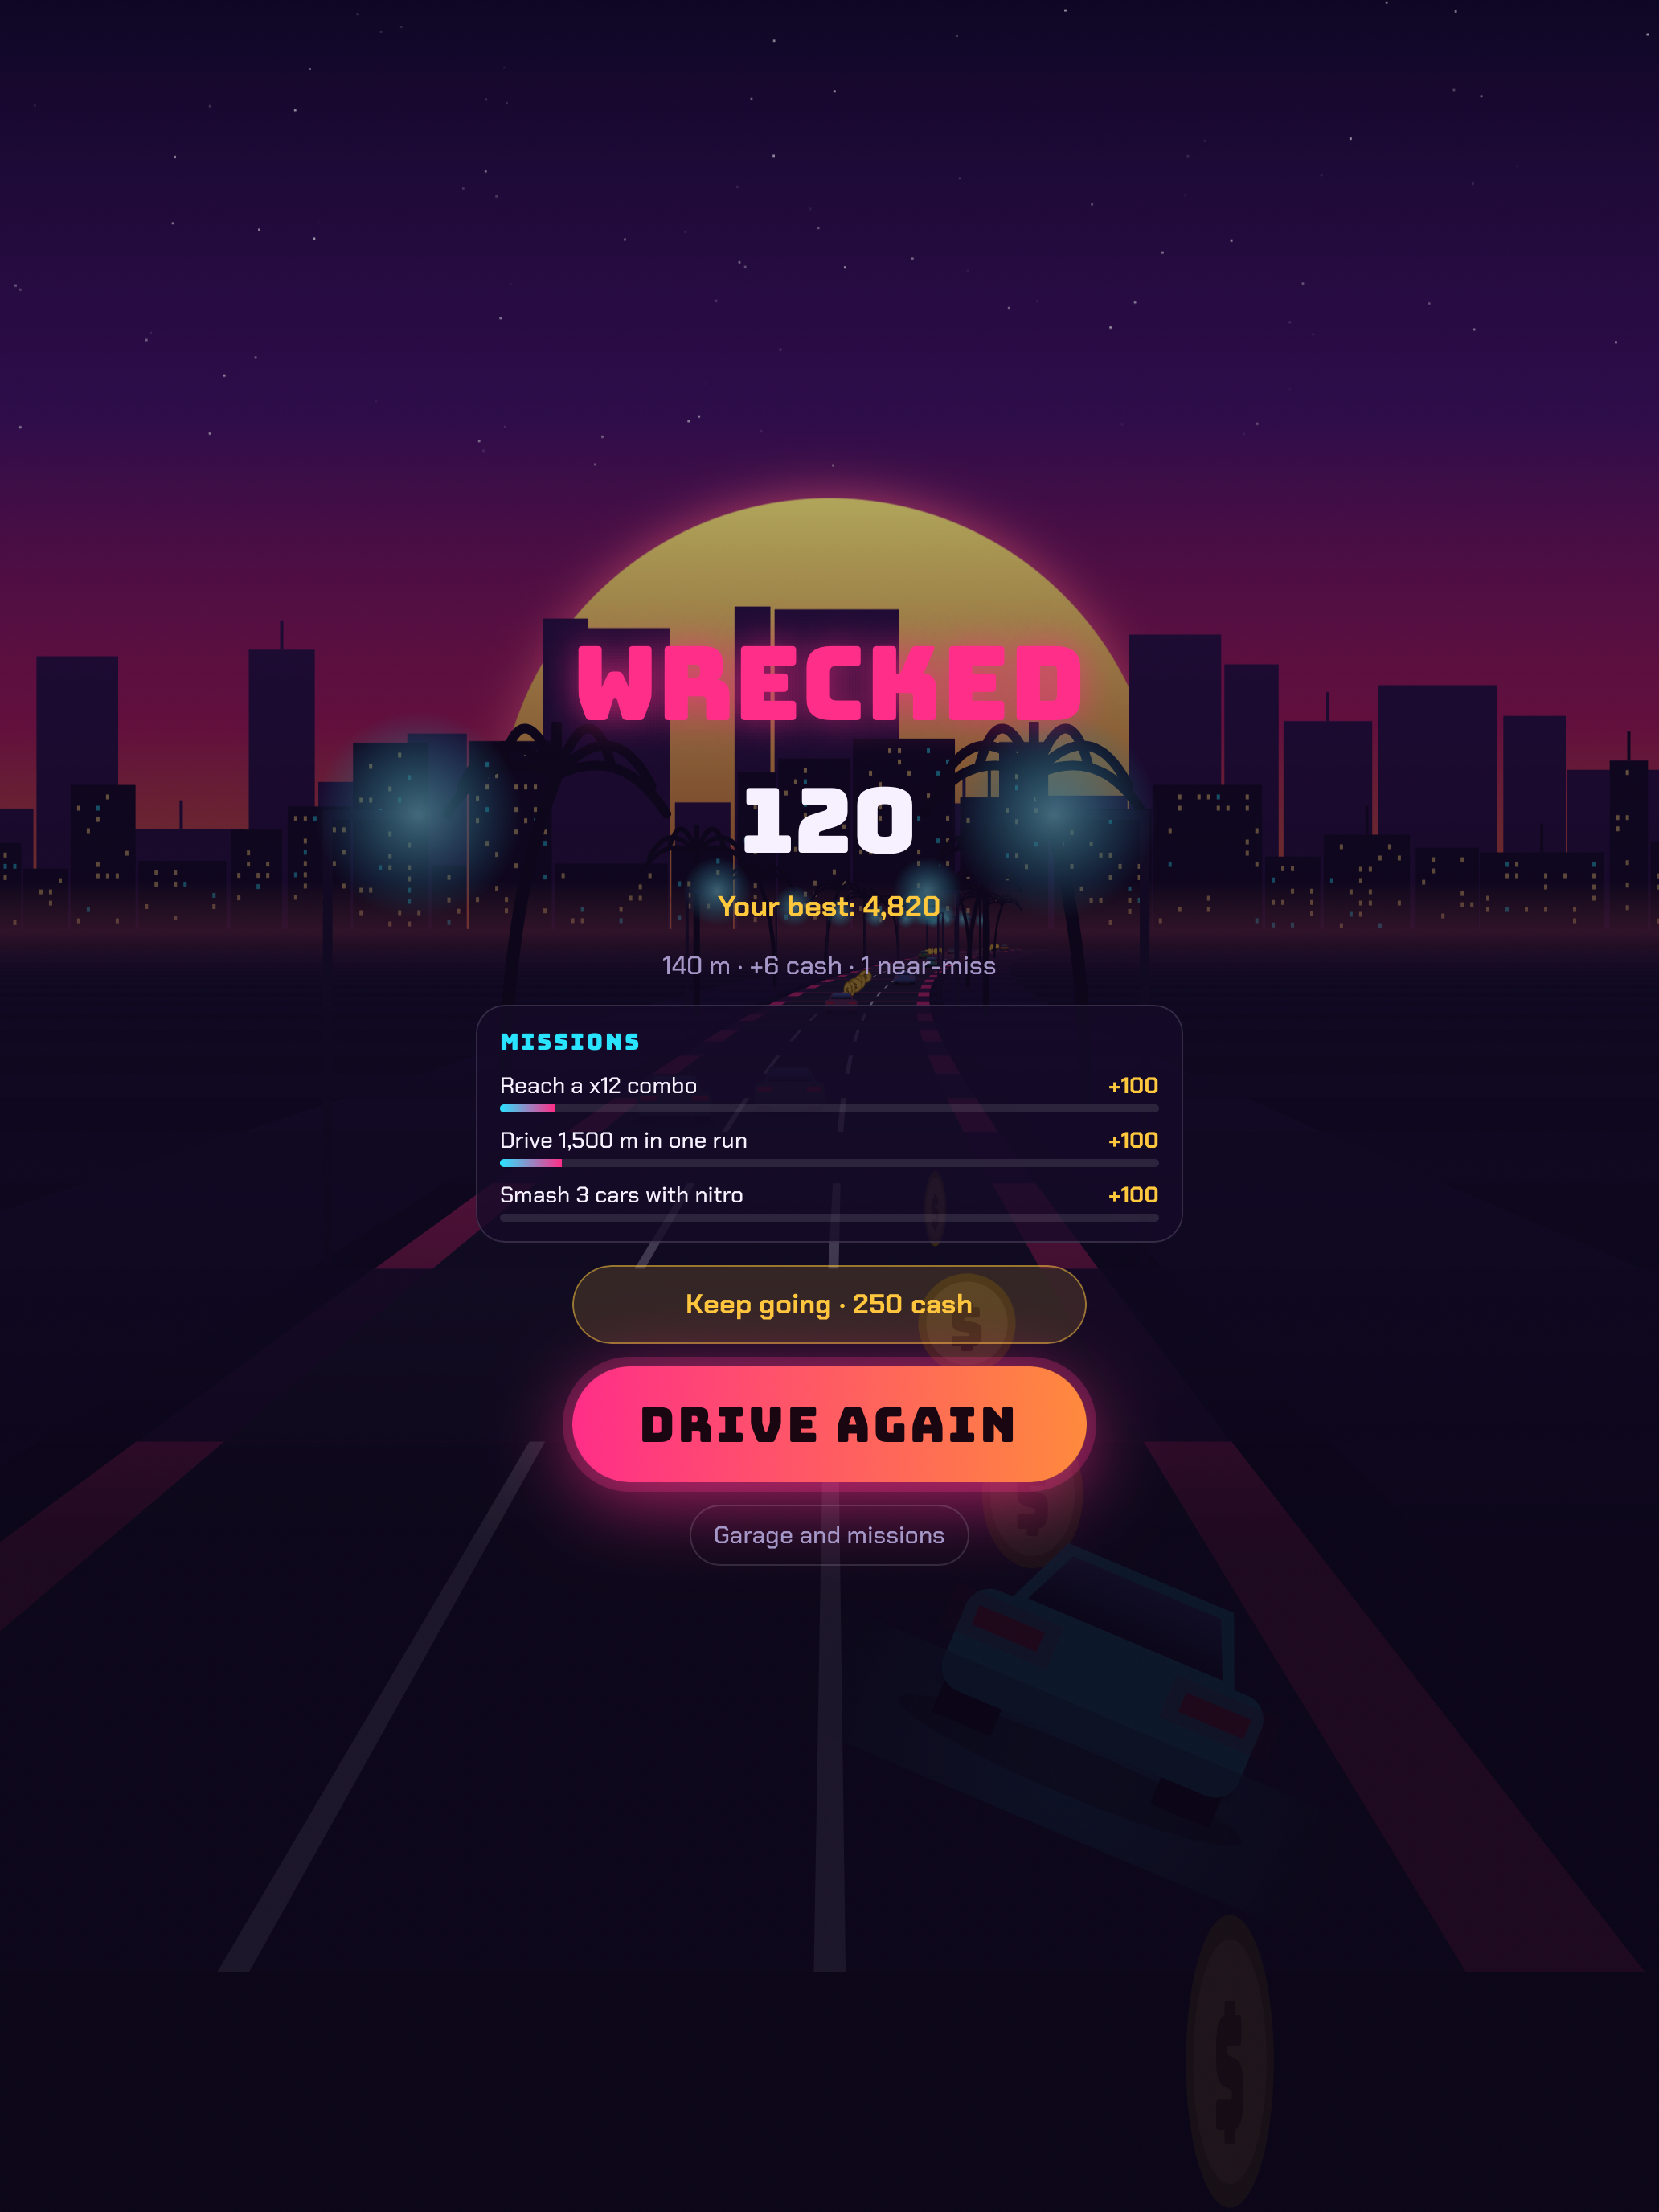 WRECKED
120
Your best: 4,820
140 m · +6 cash · 1 near-miss
MISSIONS
Reach a x12 combo +100
Drive 1,500 m in one run +100
Smash 3 cars with nitro +100
Keep going · 250 cash
$
DRIVE AGAIN
$
Garage and missions
$